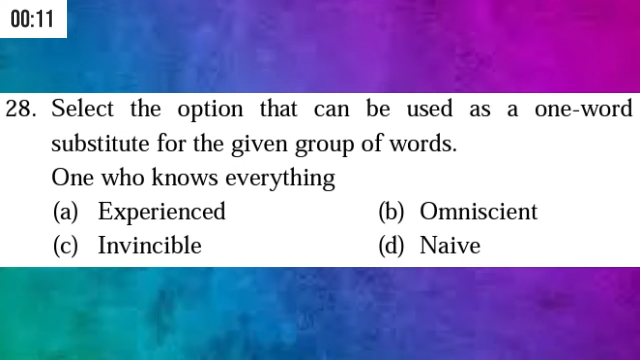 00:11
28. Select the option that can be used as a one-word
substitute for the given group of words.
One who knows everything
(a) Experienced (b) Omniscient
(c) Invincible (d) Naive